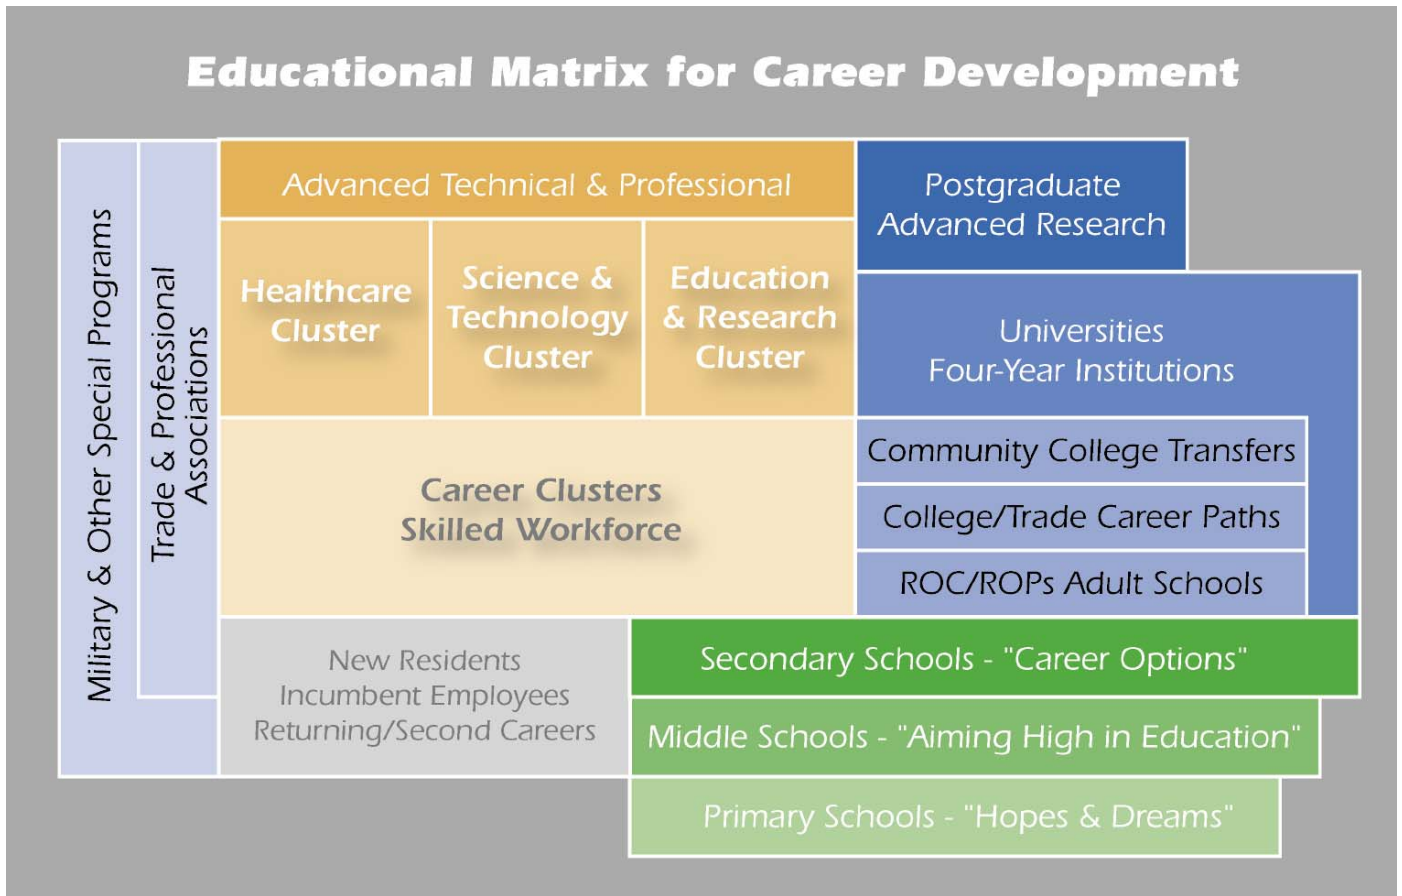 Educational Matrix for Career Development
Military & Other Special Programs
Trade & Professional
Associations
Advanced Technical & Professional
Healthcare
Cluster
Science &
Technology
Cluster
Education
& Research
Cluster
Career Clusters
Skilled Workforce
Postgraduate
Advanced Research
Universities
Four-Year Institutions
Community College Transfers
College/Trade Career Paths
ROC/ROPs Adult Schools
New Residents
Incumbent Employees
Returning/Second Careers
Secondary Schools - "Career Options"
Middle Schools - "Aiming High in Education"
Primary Schools - "Hopes & Dreams"